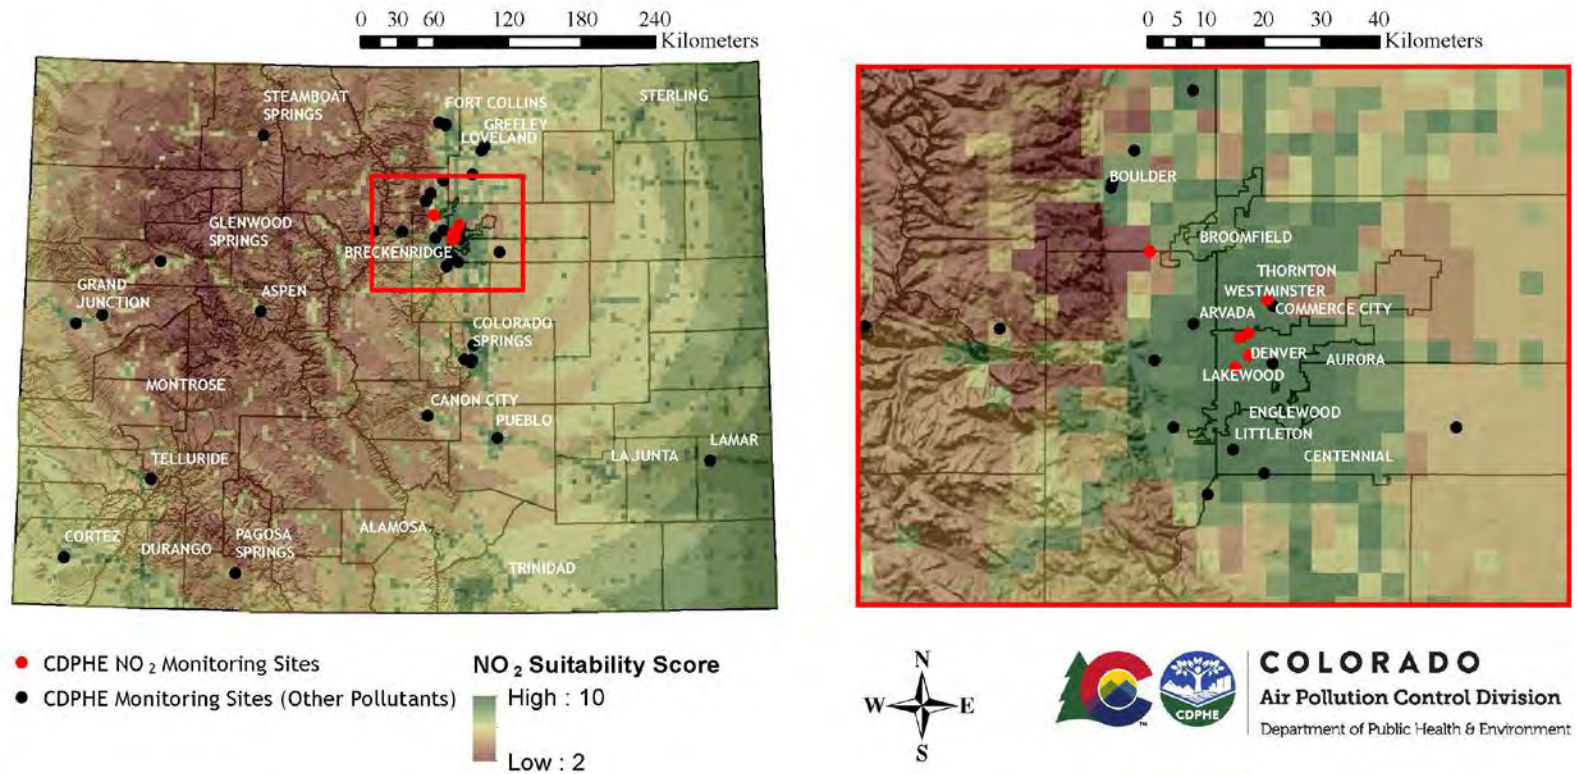 0 30 60 120 180 240
Kilometers
0 5 10 20 30 40
Kilometers
STEAMBOAT
SPRINGS
FORT COLLINS
STERLING
GREELEY
LOVELAND
GLENWOOD
SPRINGS
BRECKENRIDGE
GRAND
JUNCTION
ASPEN
COLORADO
SPRINGS
MONTROSE
CANON CITY
PUEBLO
LAMAR
LA JUNTA
TELLURIDE
ALAMOSA
CORTEZ
DURANGO
PAGOSA
SPRINGS
TRINIDAD
BOULDER
BROOMFIELD
THORNTON
WESTMINSTER
COMMERCE CITY
ARVADA
DENVER
AURORA
LAKEWOOD
ENGLEWOOD
LITTLETON
CENTENNIAL
CDPHE NO2 Monitoring Sites
CDPHE Monitoring Sites (Other Pollutants)
NO2 Suitability Score
High : 10
Low : 2
N
W E
S
CDPHE
TM
COLORADO
Air Pollution Control Division
Department of Public Health & Environment